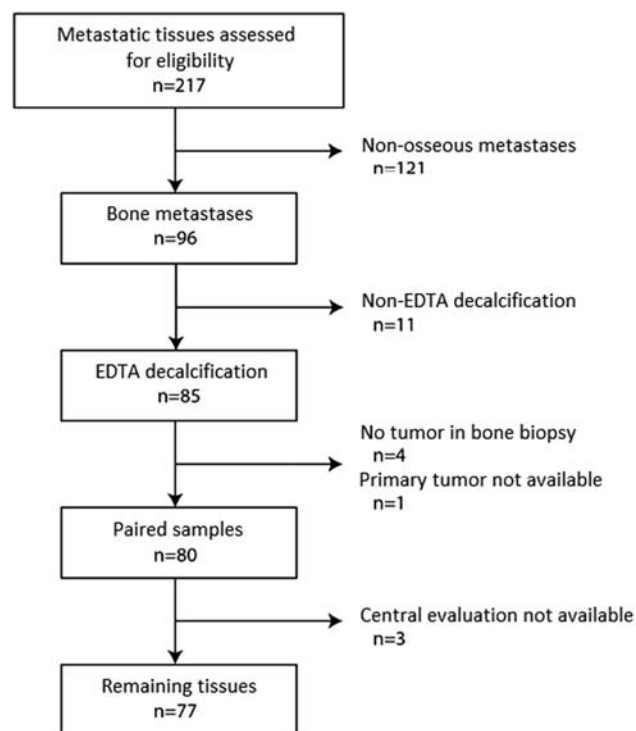 Metastatic tissues assessed
for eligibility
n=217
Non-osseous metastases
n=121
Bone metastases
n=96
Non-EDTA decalcification
n=11
EDTA decalcification
n=85
No tumor in bone biopsy
n=4
Primary tumor not available
n=1
Paired samples
n=80
Central evaluation not available
n=3
Remaining tissues
n=77